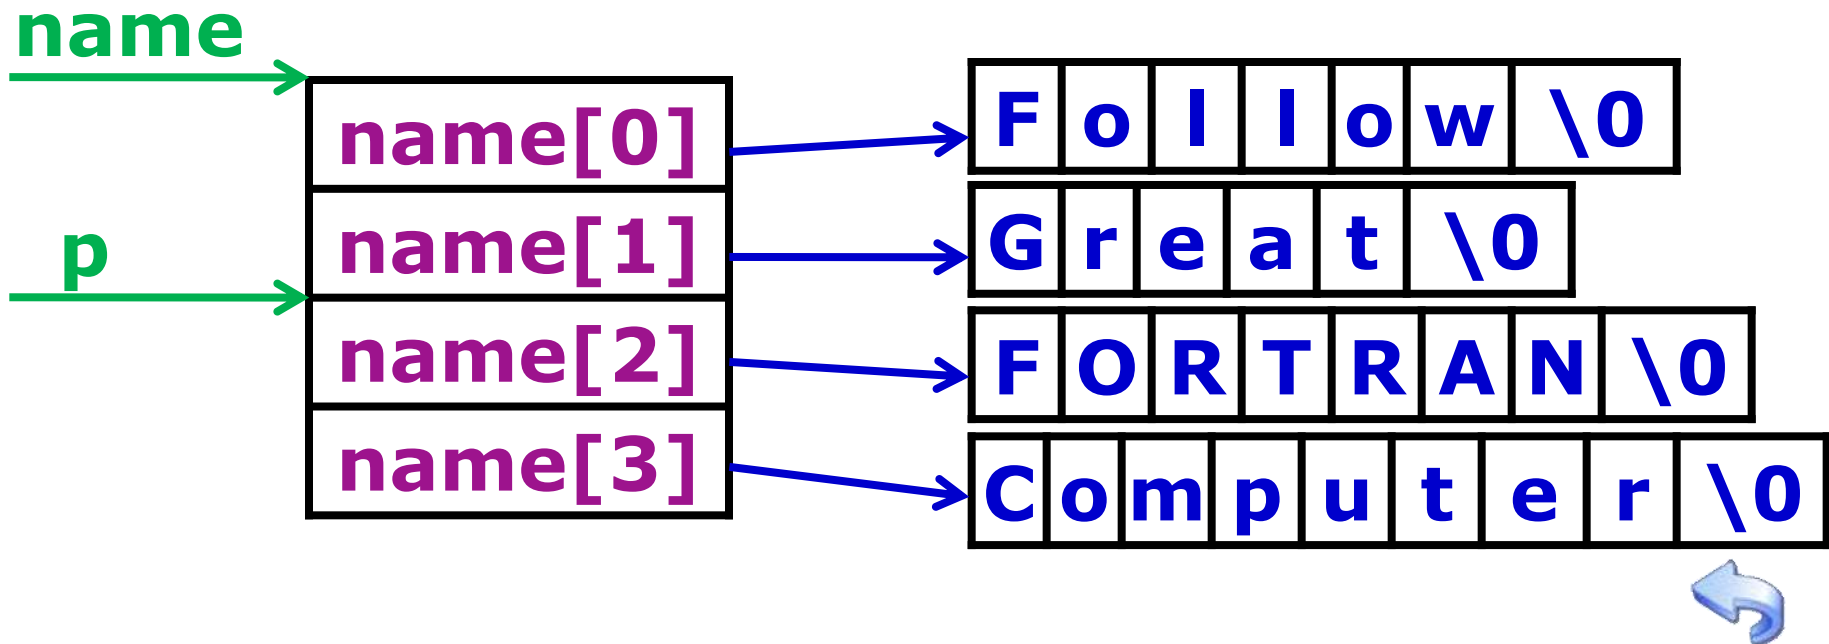 name
name[0] F o l l o w \0
p
name[1] G r e a t \0
name[2] F O R T R A N \0
name[3] C o m p u t e r \0